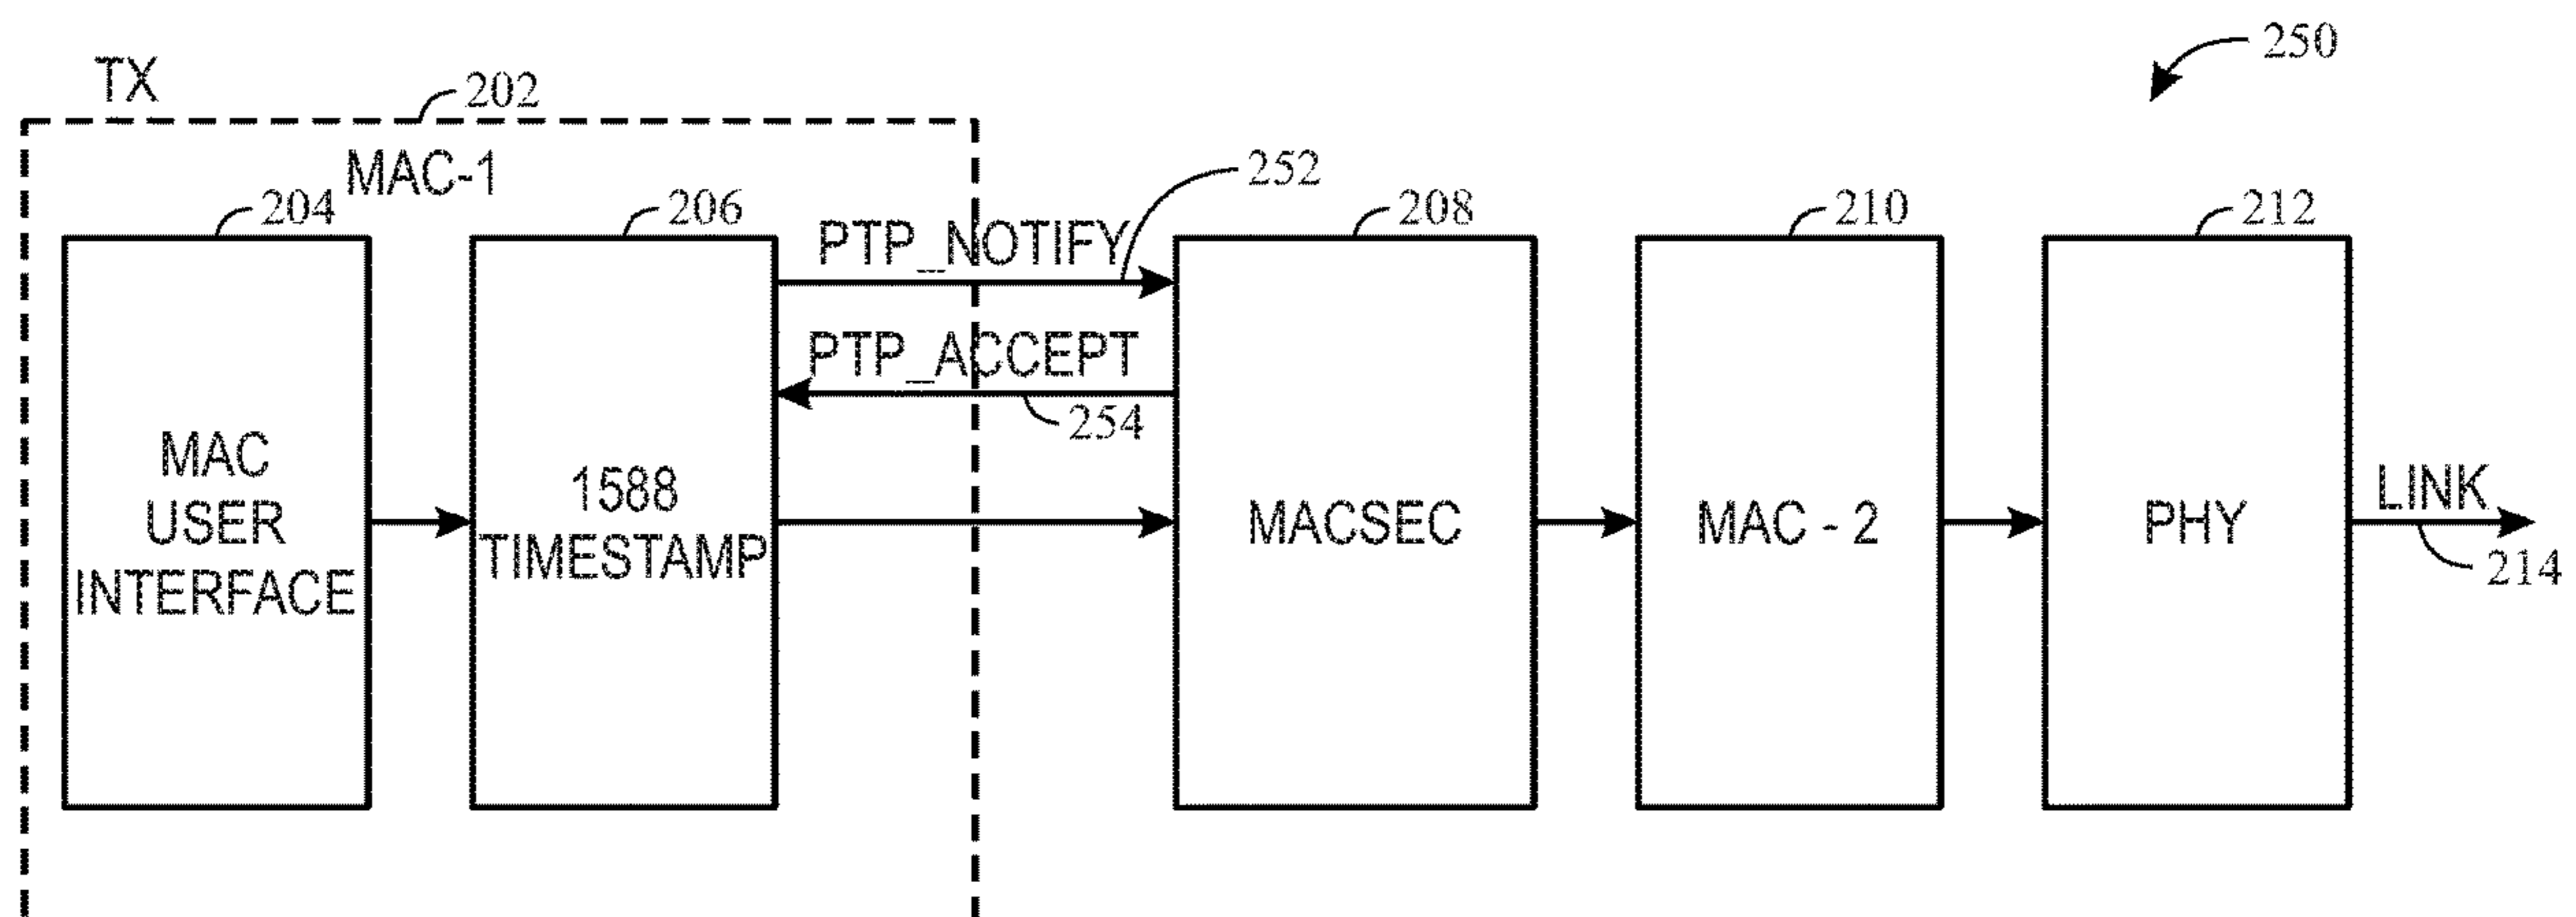 250
TX
202
MAC-1
252
204
206
208
210
212
PTP_NOTIFY
PTP_ACCEPT
254
MAC
USER
INTERFACE
1588
TIMESTAMP
MACSEC
MAC - 2
PHY
LINK
214